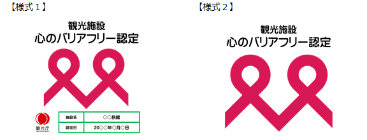 【様式１】
観光施設
心のバリアフリー認定
観光庁
施設名 ○○旅館
認定日 20○○年○月○日
【様式２】
観光施設
心のバリアフリー認定